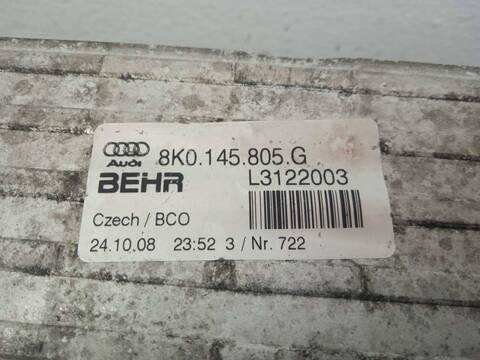 Audi 8K0.145.805.G
BEHR L3122003
Czech / BCO
24.10.08 23:52 3 / Nr. 722